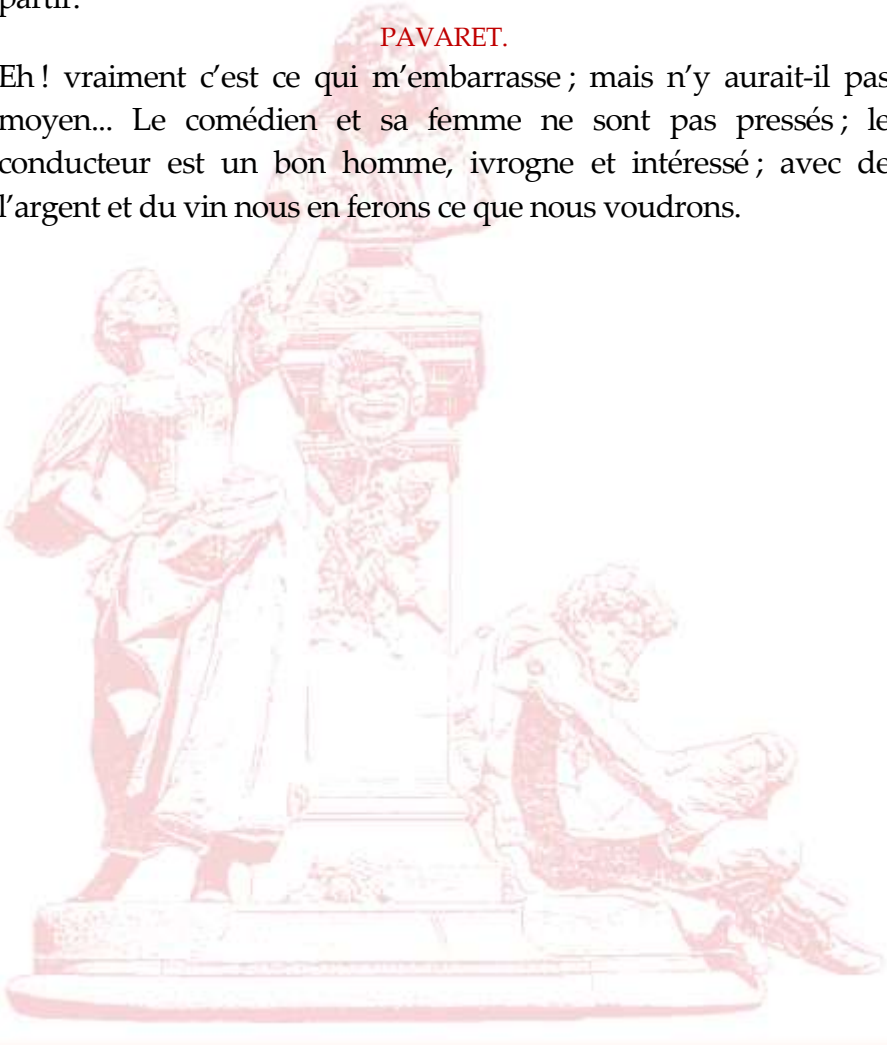 partir.
PAVARET.
Eh ! vraiment c’est ce qui m’embarrasse ; mais n’y aurait-il pas
moyen... Le comédien et sa femme ne sont pas pressés ; le
conducteur est un bon homme, ivrogne et intéressé ; avec de
l’argent et du vin nous en ferons ce que nous voudrons.